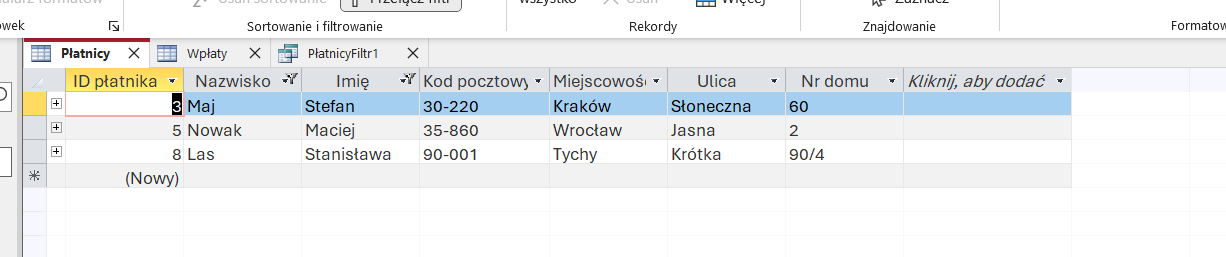 Sortowanie i filtrowanie Rekordy Znajdowanie
Płatnicy Wpłaty PłatnicyFiltr1
ID płatnika Nazwisko Imię Kod pocztowy Miejscowość Ulica Nr domu Kliknij, aby dodać
3 Maj Stefan 30-220 Kraków Słoneczna 60
5 Nowak Maciej 35-860 Wrocław Jasna 2
8 Las Stanisława 90-001 Tychy Krótka 90/4
(Nowy)